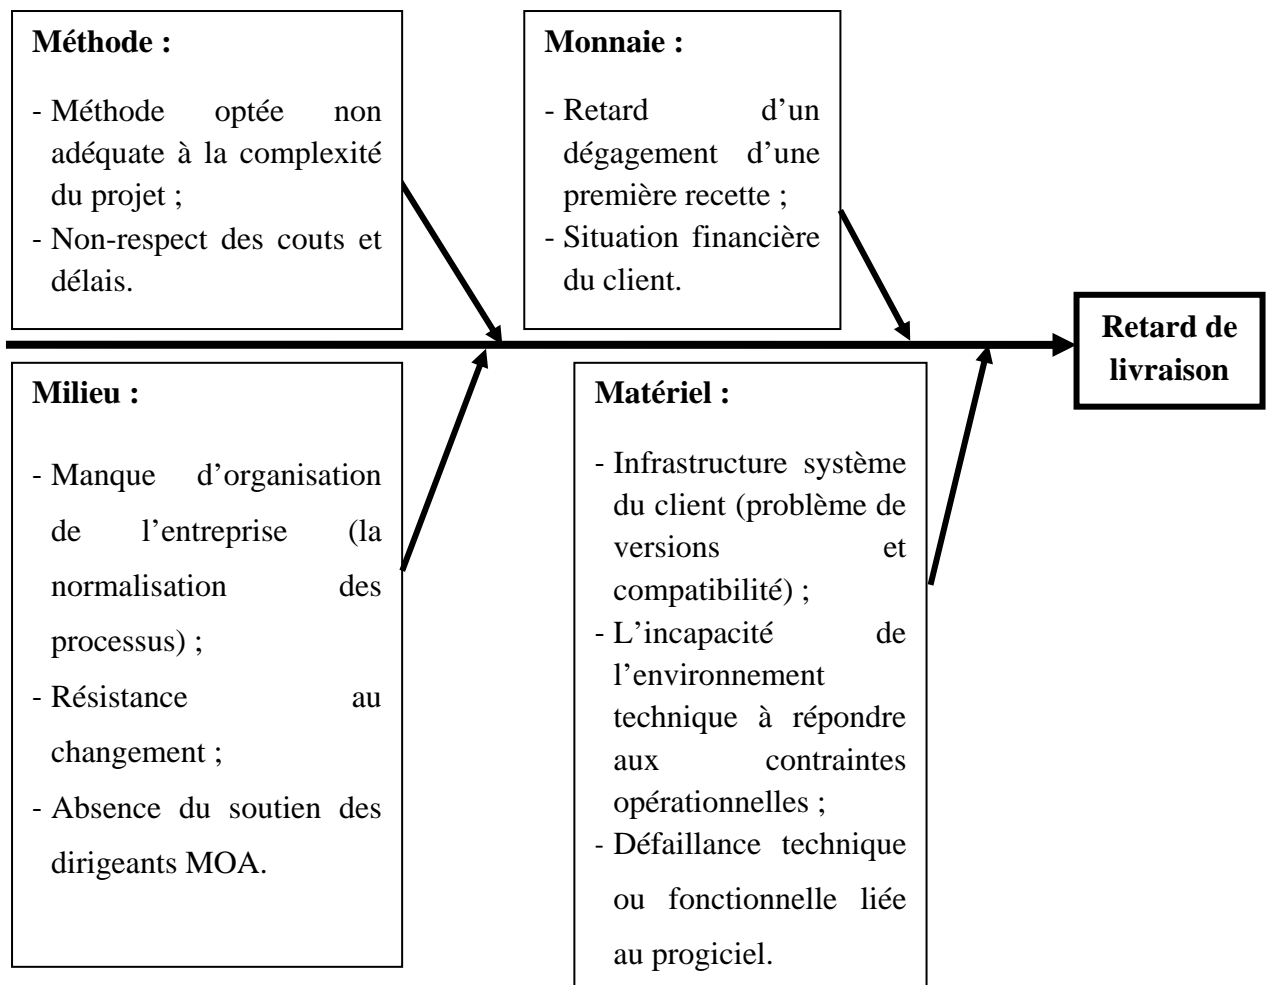 Méthode :
- Méthode optée non
adéquate à la complexité
du projet ;
- Non-respect des couts et
délais.
Monnaie :
- Retard d’un
dégagement d’une
première recette ;
- Situation financière
du client.
Retard de
livraison
Milieu :
- Manque d’organisation
de l’entreprise (la
normalisation des
processus) ;
- Résistance au
changement ;
- Absence du soutien des
dirigeants MOA.
Matériel :
- Infrastructure système
du client (problème de
versions et
compatibilité) ;
- L’incapacité de
l’environnement
technique à répondre
aux contraintes
opérationnelles ;
- Défaillance technique
ou fonctionnelle liée
au progiciel.